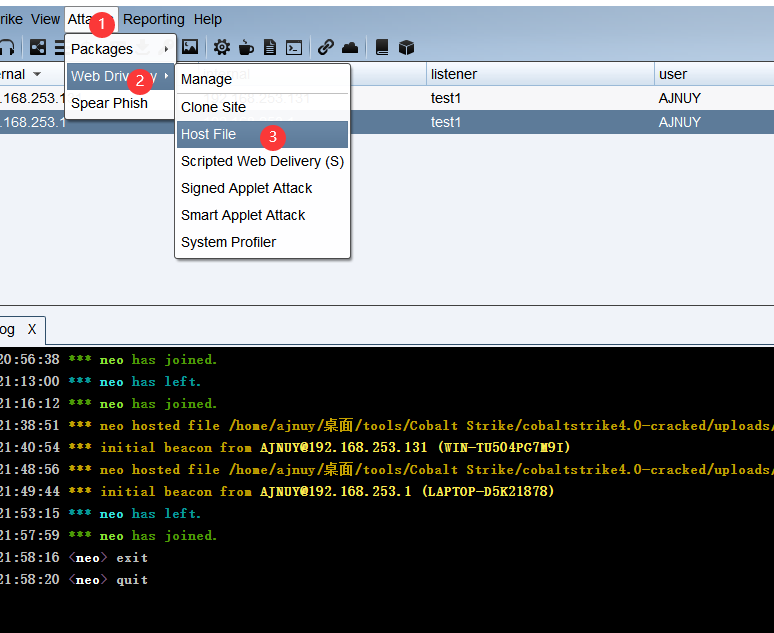 rike View Atta 1 Reporting Help
Packages
Web Drive 2 y
Spear Phish
Manage
Clone Site
Host File 3
Scripted Web Delivery (S)
Signed Applet Attack
Smart Applet Attack
System Profiler
rnal listener user
.168.253.1 .131 test1 AJNUY
.168.253.1 test1 AJNUY
og X
20:56:38 *** neo has joined.
21:13:00 *** neo has left.
21:16:12 *** neo has joined.
21:38:51 *** neo hosted file /home/ajnuy/桌面/tools/Cobalt Strike/cobaltstrike4.0-cracked/uploads/
21:40:54 *** initial beacon from AJNUY@192.168.253.131 (WIN-TU5O4PG7M9I)
21:48:56 *** neo hosted file /home/ajnuy/桌面/tools/Cobalt Strike/cobaltstrike4.0-cracked/uploads/
21:49:44 *** initial beacon from AJNUY@192.168.253.1 (LAPTOP-D5K21878)
21:53:15 *** neo has left.
21:57:59 *** neo has joined.
21:58:16 <neo> exit
21:58:20 <neo> quit